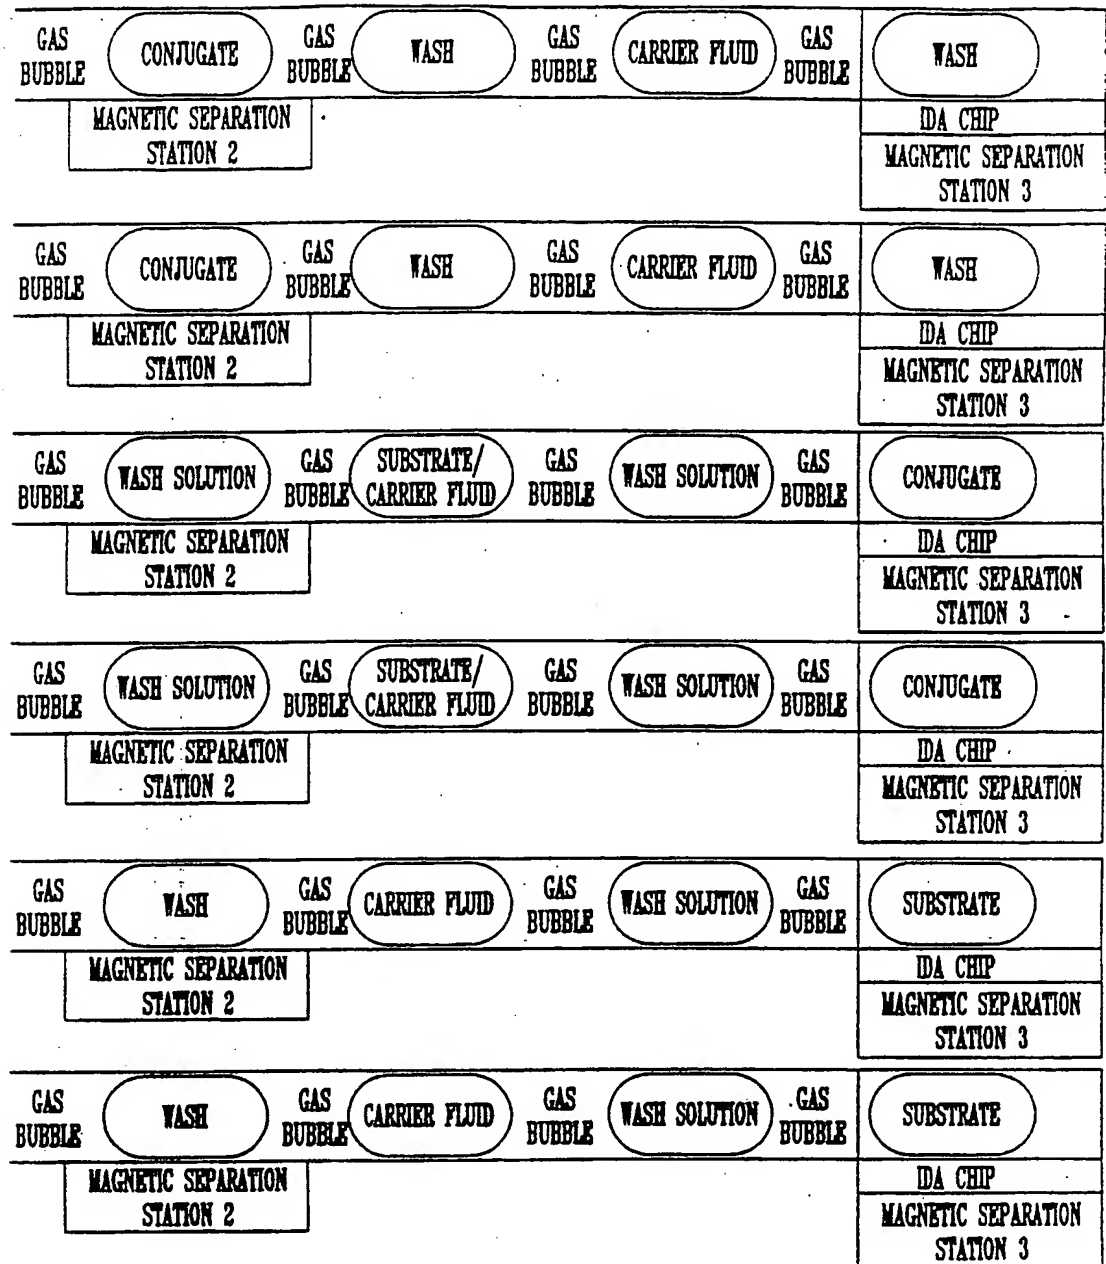 GAS BUBBLE CONJUGATE GAS BUBBLE WASH GAS BUBBLE CARRIER FLUID GAS BUBBLE WASH
MAGNETIC SEPARATION STATION 2
IDA CHIP
MAGNETIC SEPARATION STATION 3
GAS BUBBLE CONJUGATE GAS BUBBLE WASH GAS BUBBLE CARRIER FLUID GAS BUBBLE WASH
MAGNETIC SEPARATION STATION 2
IDA CHIP
MAGNETIC SEPARATION STATION 3
GAS BUBBLE WASH SOLUTION GAS BUBBLE SUBSTRATE/ CARRIER FLUID GAS BUBBLE WASH SOLUTION GAS BUBBLE CONJUGATE
MAGNETIC SEPARATION STATION 2
IDA CHIP
MAGNETIC SEPARATION STATION 3
GAS BUBBLE WASH SOLUTION GAS BUBBLE SUBSTRATE/ CARRIER FLUID GAS BUBBLE WASH SOLUTION GAS BUBBLE CONJUGATE
MAGNETIC SEPARATION STATION 2
IDA CHIP
MAGNETIC SEPARATION STATION 3
GAS BUBBLE WASH GAS BUBBLE CARRIER FLUID GAS BUBBLE WASH SOLUTION GAS BUBBLE SUBSTRATE
MAGNETIC SEPARATION STATION 2
IDA CHIP
MAGNETIC SEPARATION STATION 3
GAS BUBBLE WASH GAS BUBBLE CARRIER FLUID GAS BUBBLE WASH SOLUTION GAS BUBBLE SUBSTRATE
MAGNETIC SEPARATION STATION 2
IDA CHIP
MAGNETIC SEPARATION STATION 3